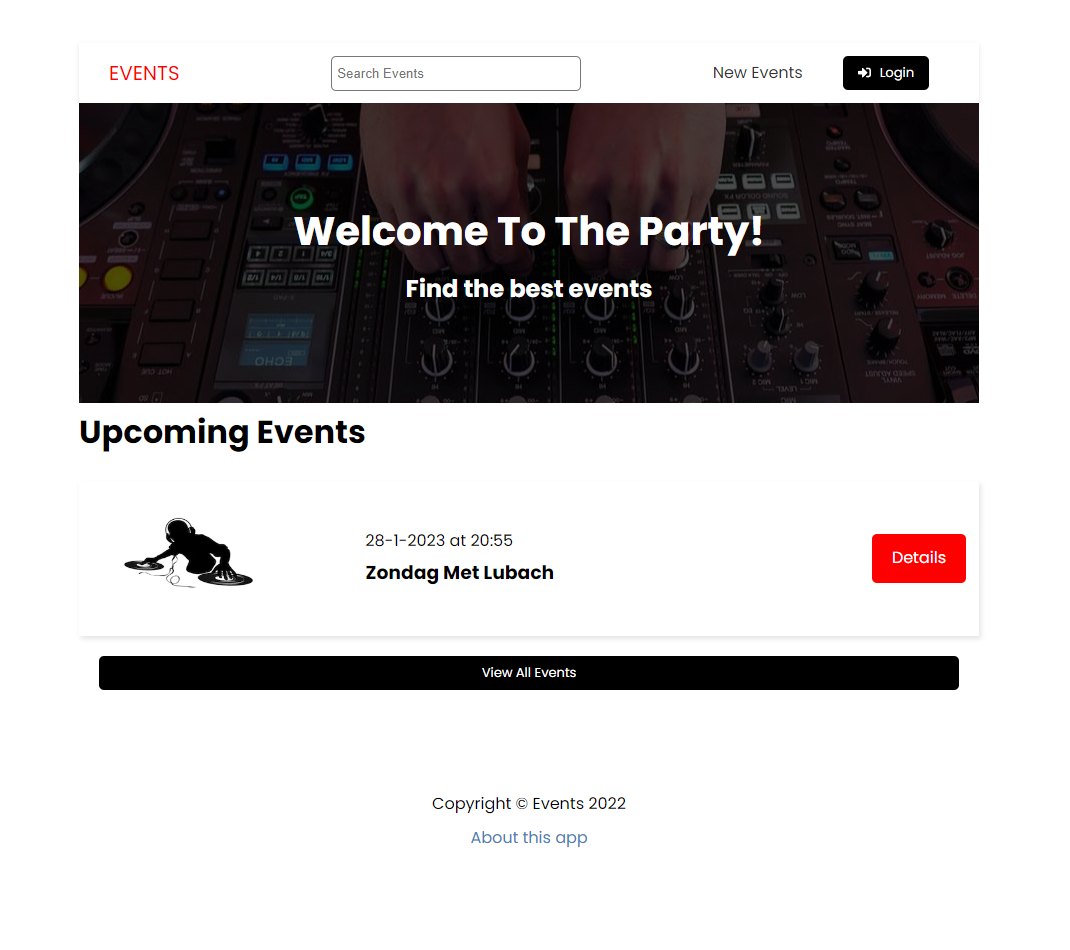 EVENTS
Search Events
New Events
Login
Welcome To The Party!
Find the best events
ECHO
Upcoming Events
28-1-2023 at 20:55
Zondag Met Lubach
Details
View All Events
Copyright © Events 2022
About this app